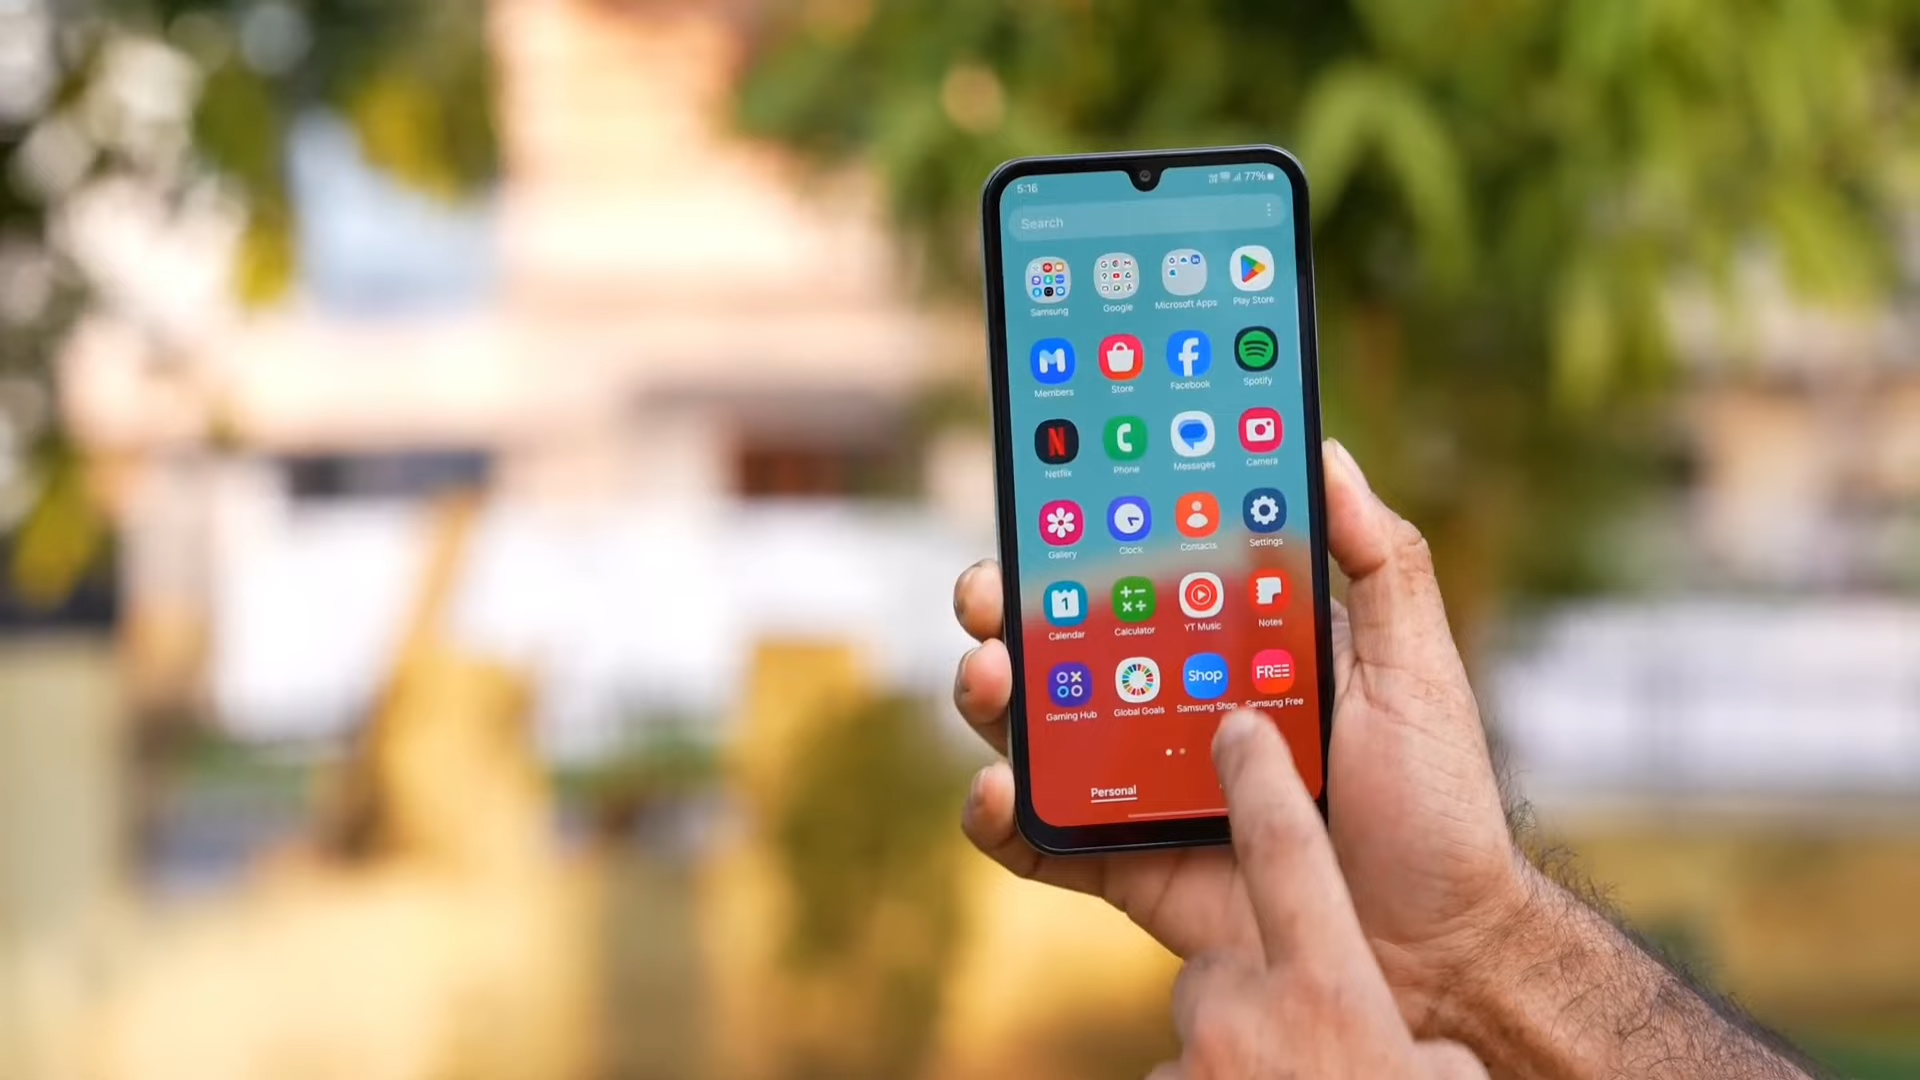 5:16 77%
Search
Samsung Google Microsoft Apps Play Store
Members Store Facebook Spotify
N
Netflix Phone Messages Camera
Gallery Clock Contacts Settings
1
Calendar Calculator YT Music Notes
Shop FREE
Gaming Hub Global Goals Samsung Shop Samsung Free
Personal